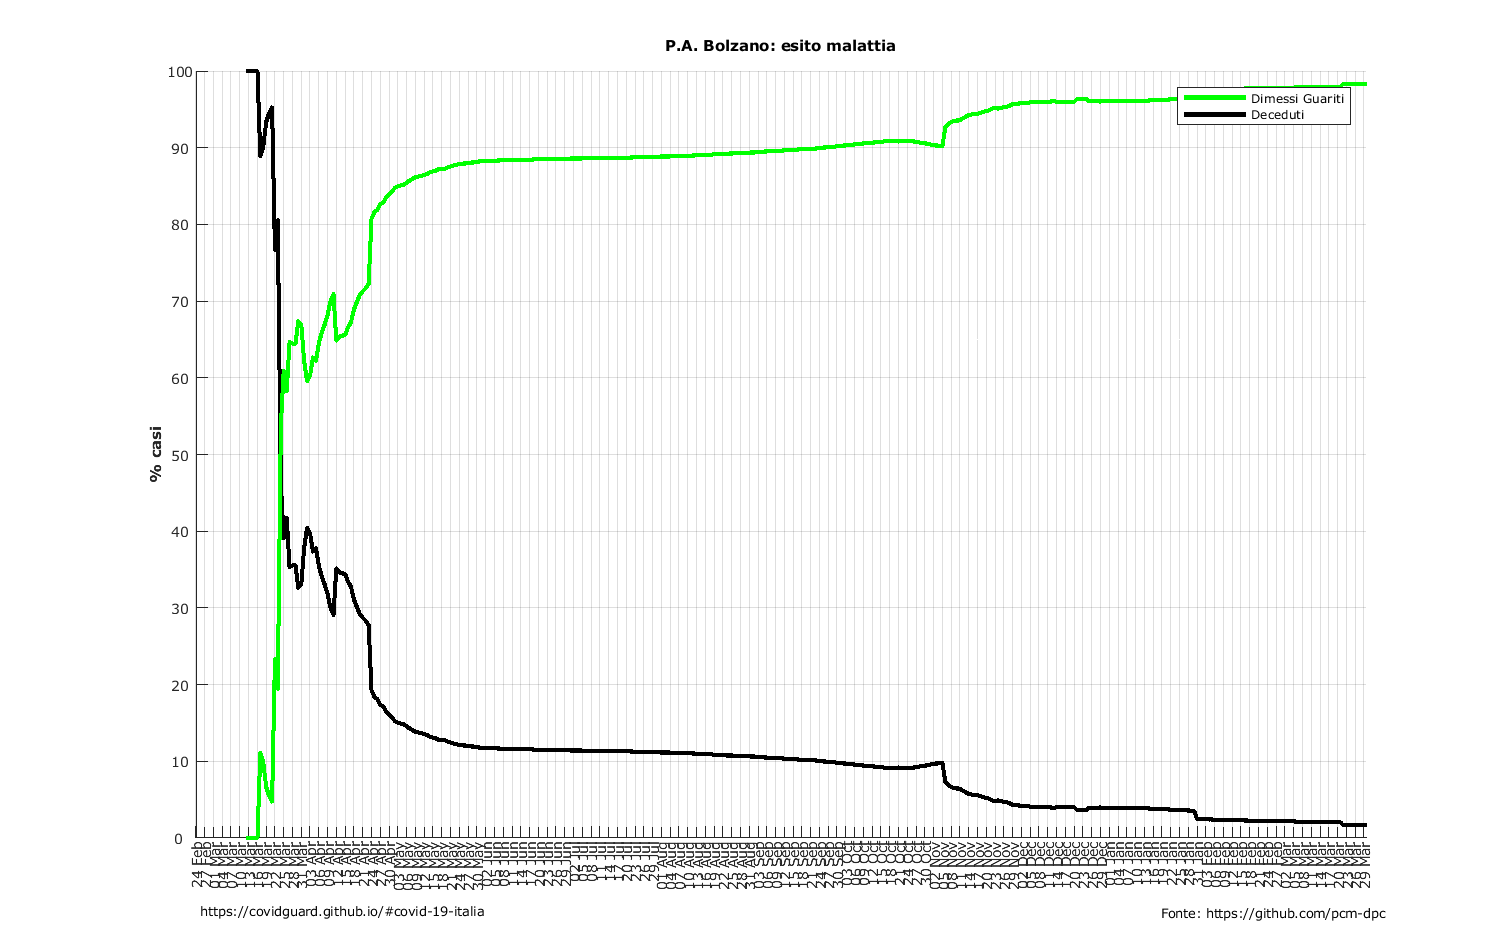 P.A. Bolzano: esito malattia
Dimessi Guariti
Deceduti
% casi
100
90
80
70
60
50
40
30
20
10
0
24 Feb
27 Feb
01 Mar
04 Mar
07 Mar
10 Mar
13 Mar
16 Mar
19 Mar
22 Mar
25 Mar
28 Mar
31 Mar
03 Apr
06 Apr
09 Apr
12 Apr
15 Apr
18 Apr
21 Apr
24 Apr
27 Apr
30 Apr
03 May
06 May
09 May
12 May
15 May
18 May
21 May
24 May
27 May
30 May
02 Jun
05 Jun
08 Jun
11 Jun
14 Jun
17 Jun
20 Jun
23 Jun
26 Jun
29 Jun
02 Jul
05 Jul
08 Jul
11 Jul
14 Jul
17 Jul
20 Jul
23 Jul
26 Jul
29 Jul
01 Aug
04 Aug
07 Aug
10 Aug
13 Aug
16 Aug
19 Aug
22 Aug
25 Aug
28 Aug
31 Aug
03 Sep
06 Sep
09 Sep
12 Sep
15 Sep
18 Sep
21 Sep
24 Sep
27 Sep
30 Sep
03 Oct
06 Oct
09 Oct
12 Oct
15 Oct
18 Oct
21 Oct
24 Oct
27 Oct
30 Oct
02 Nov
05 Nov
08 Nov
11 Nov
14 Nov
17 Nov
20 Nov
23 Nov
26 Nov
29 Nov
02 Dec
05 Dec
08 Dec
11 Dec
14 Dec
17 Dec
20 Dec
23 Dec
26 Dec
29 Dec
01 Jan
04 Jan
07 Jan
10 Jan
13 Jan
16 Jan
19 Jan
22 Jan
25 Jan
28 Jan
31 Jan
03 Feb
06 Feb
09 Feb
12 Feb
15 Feb
18 Feb
21 Feb
24 Feb
27 Feb
02 Mar
05 Mar
08 Mar
11 Mar
14 Mar
17 Mar
20 Mar
23 Mar
26 Mar
29 Mar
https://covidguard.github.io/#covid-19-italia
Fonte: https://github.com/pcm-dpc